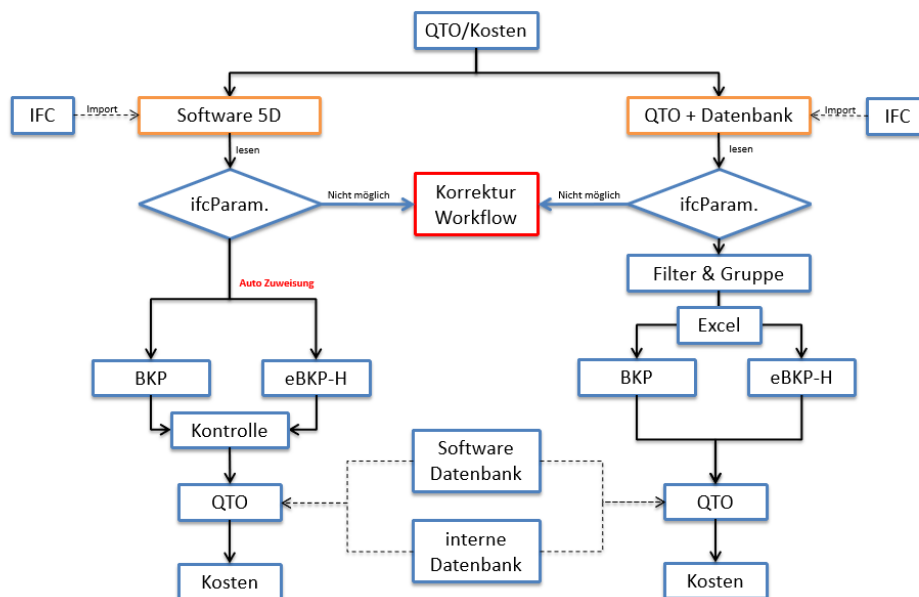 QTO/Kosten
IFC
Import
Software 5D
QTO + Datenbank
Import
IFC
lesen
lesen
ifcParam.
Nicht möglich
Korrektur
Workflow
Nicht möglich
ifcParam.
Filter & Gruppe
Auto Zuweisung
Excel
BKP
eBKP-H
BKP
eBKP-H
Kontrolle
Software
Datenbank
QTO
QTO
interne
Datenbank
Kosten
Kosten